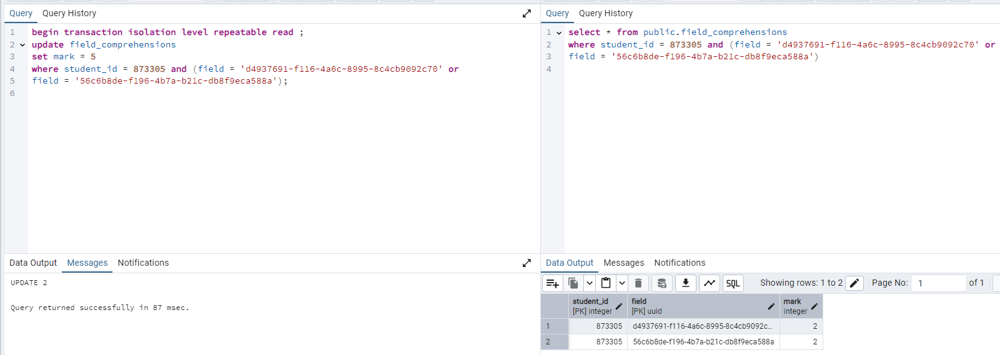 Query Query History
1 begin transaction isolation level repeatable read ;
2 update field_comprehensions
3 set mark = 5
4 where student_id = 873305 and (field = 'd4937691-f116-4a6c-8995-8c4cb9092c70' or
5 field = '56c6b8de-f196-4b7a-b21c-db8f9eca588a');
6
Data Output Messages Notifications
UPDATE 2
Query returned successfully in 87 msec.
Query Query History
1 select * from public.field_comprehensions
2 where student_id = 873305 and (field = 'd4937691-f116-4a6c-8995-8c4cb9092c70' or
3 field = '56c6b8de-f196-4b7a-b21c-db8f9eca588a')
4
Data Output Messages Notifications
SQL Showing rows: 1 to 2 Page No: 1 of 1
student_id field mark
[PK] integer [PK] uuid integer
1 873305 d4937691-f116-4a6c-8995-8c4cb9092c... 2
2 873305 56c6b8de-f196-4b7a-b21c-db8f9eca588a 2